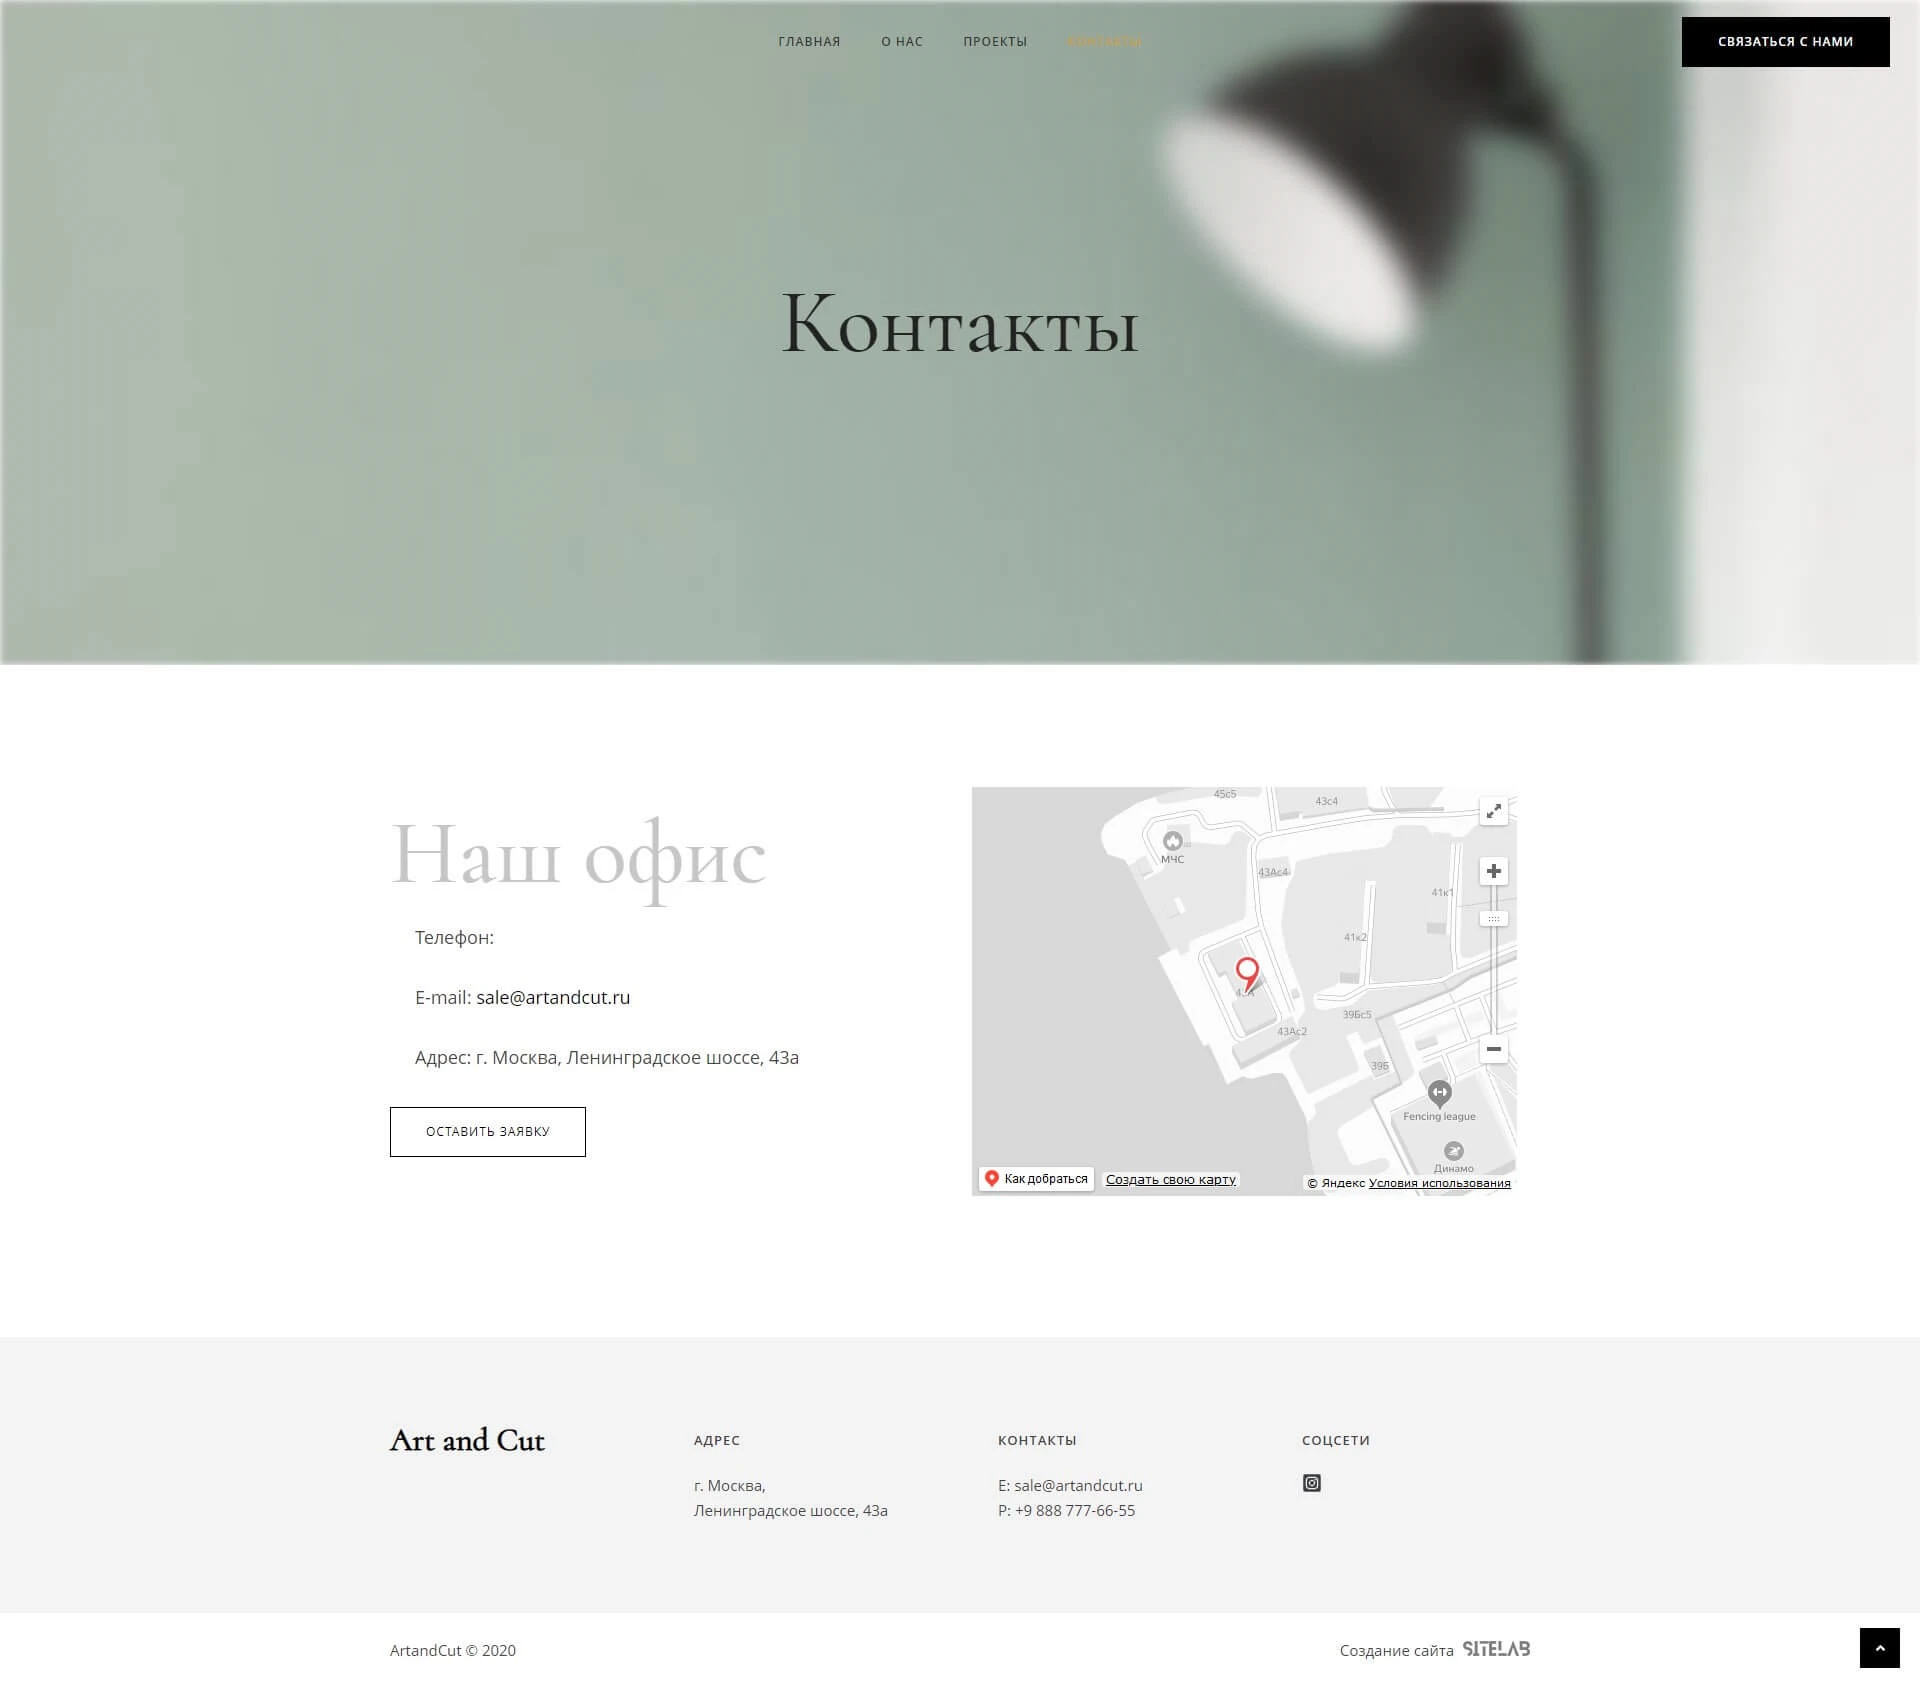 ГЛАВНАЯ О НАС ПРОЕКТЫ КОНТАКТЫ
СВЯЗАТЬСЯ С НАМИ
Контакты
Наш офис
Телефон:
E-mail: sale@artandcut.ru
Адрес: г. Москва, Ленинградское шоссе, 43а
ОСТАВИТЬ ЗАЯВКУ
45с5
43с4
МЧС
43Ас4
41к1
41к2
39Бс5
43Ас2
39Б
Fencing league
Динамо
Как добраться
Создать свою карту
© Яндекс Условия использования
Art and Cut
АДРЕС
г. Москва,
Ленинградское шоссе, 43а
КОНТАКТЫ
E: sale@artandcut.ru
P: +9 888 777-66-55
СОЦСЕТИ
ArtandCut © 2020
Создание сайта SITELAB